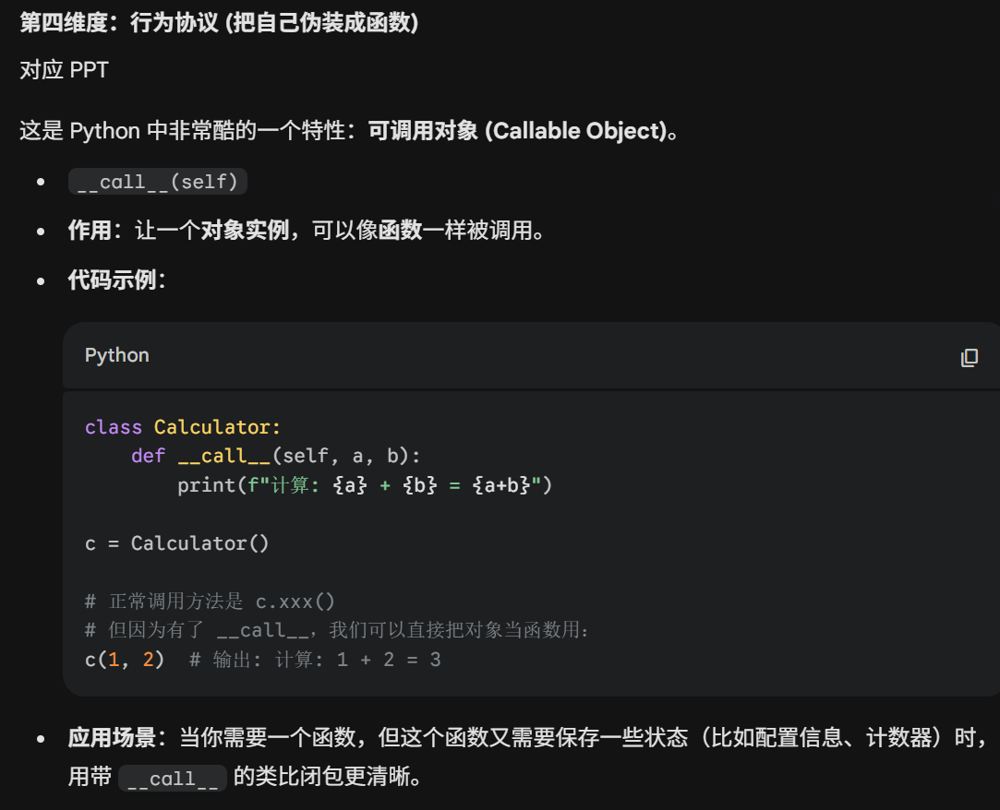 第四维度：行为协议 (把自己伪装成函数)
对应 PPT
这是 Python 中非常酷的一个特性：可调用对象 (Callable Object)。
__call__(self)
作用：让一个对象实例，可以像函数一样被调用。
代码示例：
Python
class Calculator:
    def __call__(self, a, b):
        print(f"计算: {a} + {b} = {a+b}")
c = Calculator()
# 正常调用方法是 c.xxx()
# 但因为有了 __call__，我们可以直接把对象当函数用：
c(1, 2)  # 输出: 计算: 1 + 2 = 3
应用场景：当你需要一个函数，但这个函数又需要保存一些状态（比如配置信息、计数器）时，
用带 __call__ 的类比闭包更清晰。